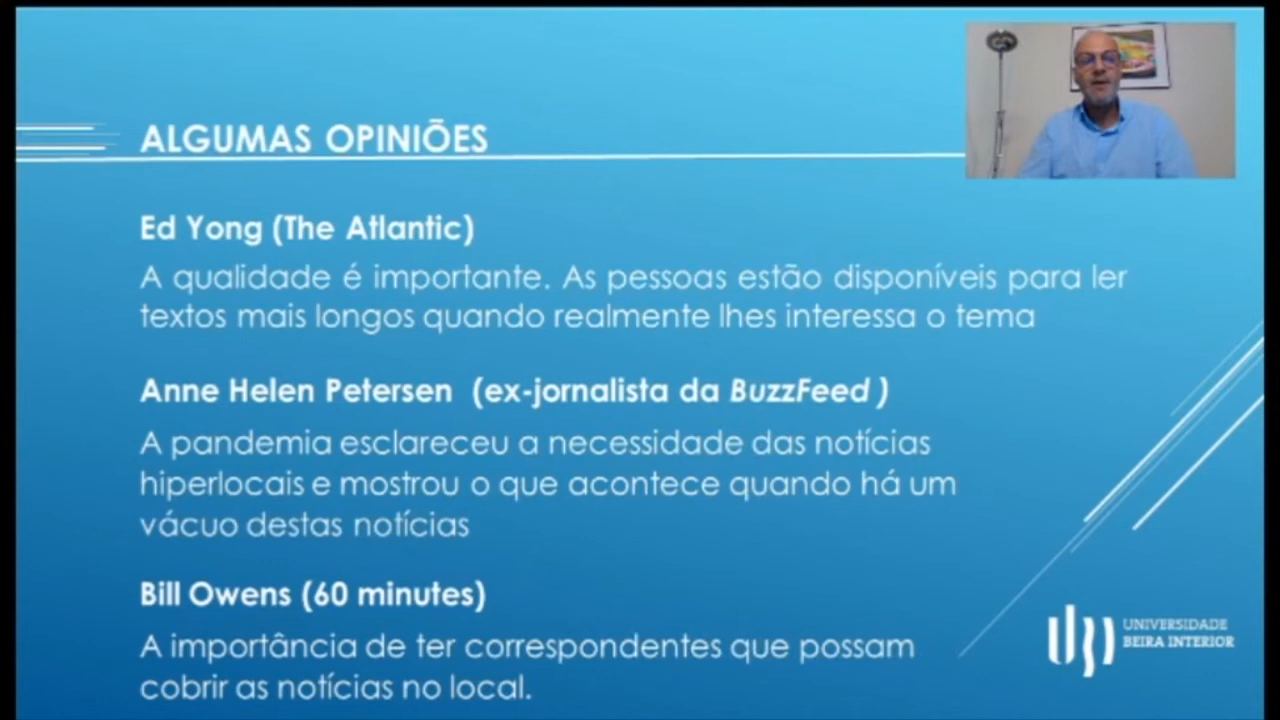 ALGUMAS OPINIÕES
Ed Yong (The Atlantic)
A qualidade é importante. As pessoas estão disponíveis para ler
textos mais longos quando realmente lhes interessa o tema
Anne Helen Petersen (ex-jornalista da BuzzFeed )
A pandemia esclareceu a necessidade das notícias
hiperlocais e mostrou o que acontece quando há um
vácuo destas notícias
Bill Owens (60 minutes)
A importância de ter correspondentes que possam
cobrir as notícias no local.
UNIVERSIDADE
BEIRA INTERIOR